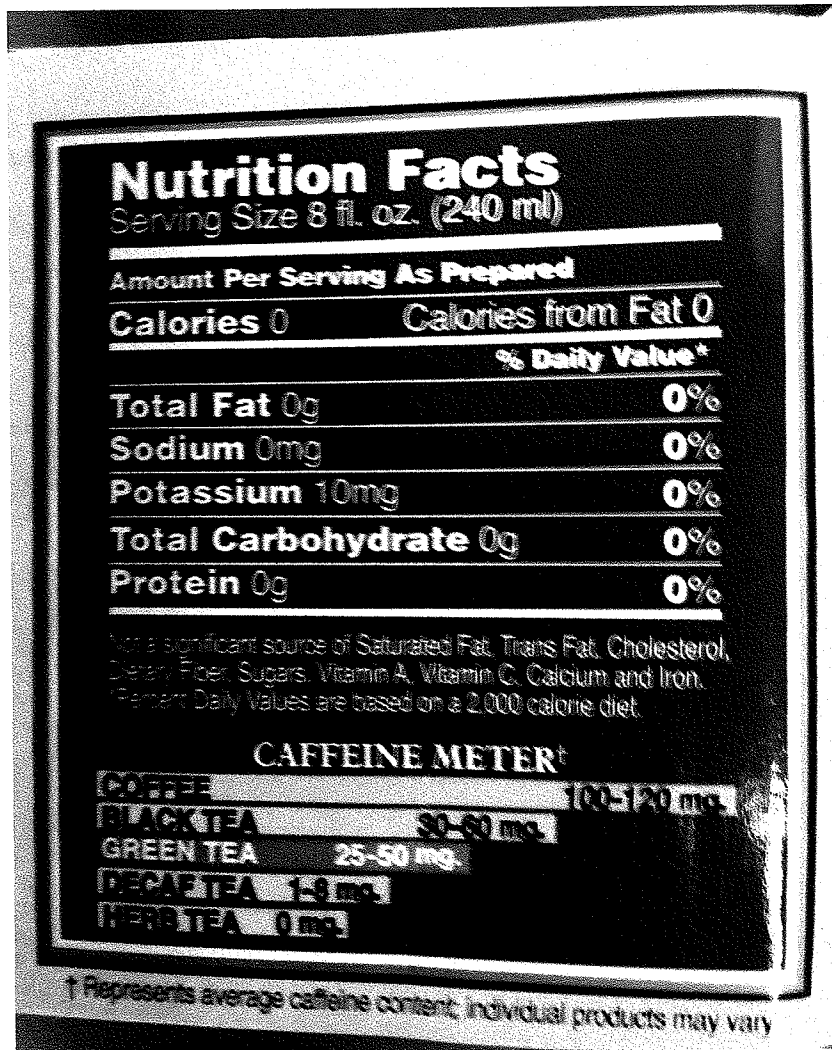 Nutrition Facts
Serving Size 8 fl. oz. (240 ml)
Amount Per Serving As Prepared
Calories 0 Calories from Fat 0
% Daily Value*
Total Fat 0g 0%
Sodium 0mg 0%
Potassium 10mg 0%
Total Carbohydrate 0g 0%
Protein 0g 0%
Not a significant source of Saturated Fat, Trans Fat, Cholesterol,
Dietary Fiber, Sugars, Vitamin A, Vitamin C, Calcium and Iron.
*Percent Daily Values are based on a 2,000 calorie diet.
CAFFEINE METER†
COFFEE 100-120 mg.
BLACK TEA 30-60 mg.
GREEN TEA 25-50 mg.
DECAF TEA 1-8 mg.
HERB TEA 0 mg.
† Represents average caffeine content; individual products may vary